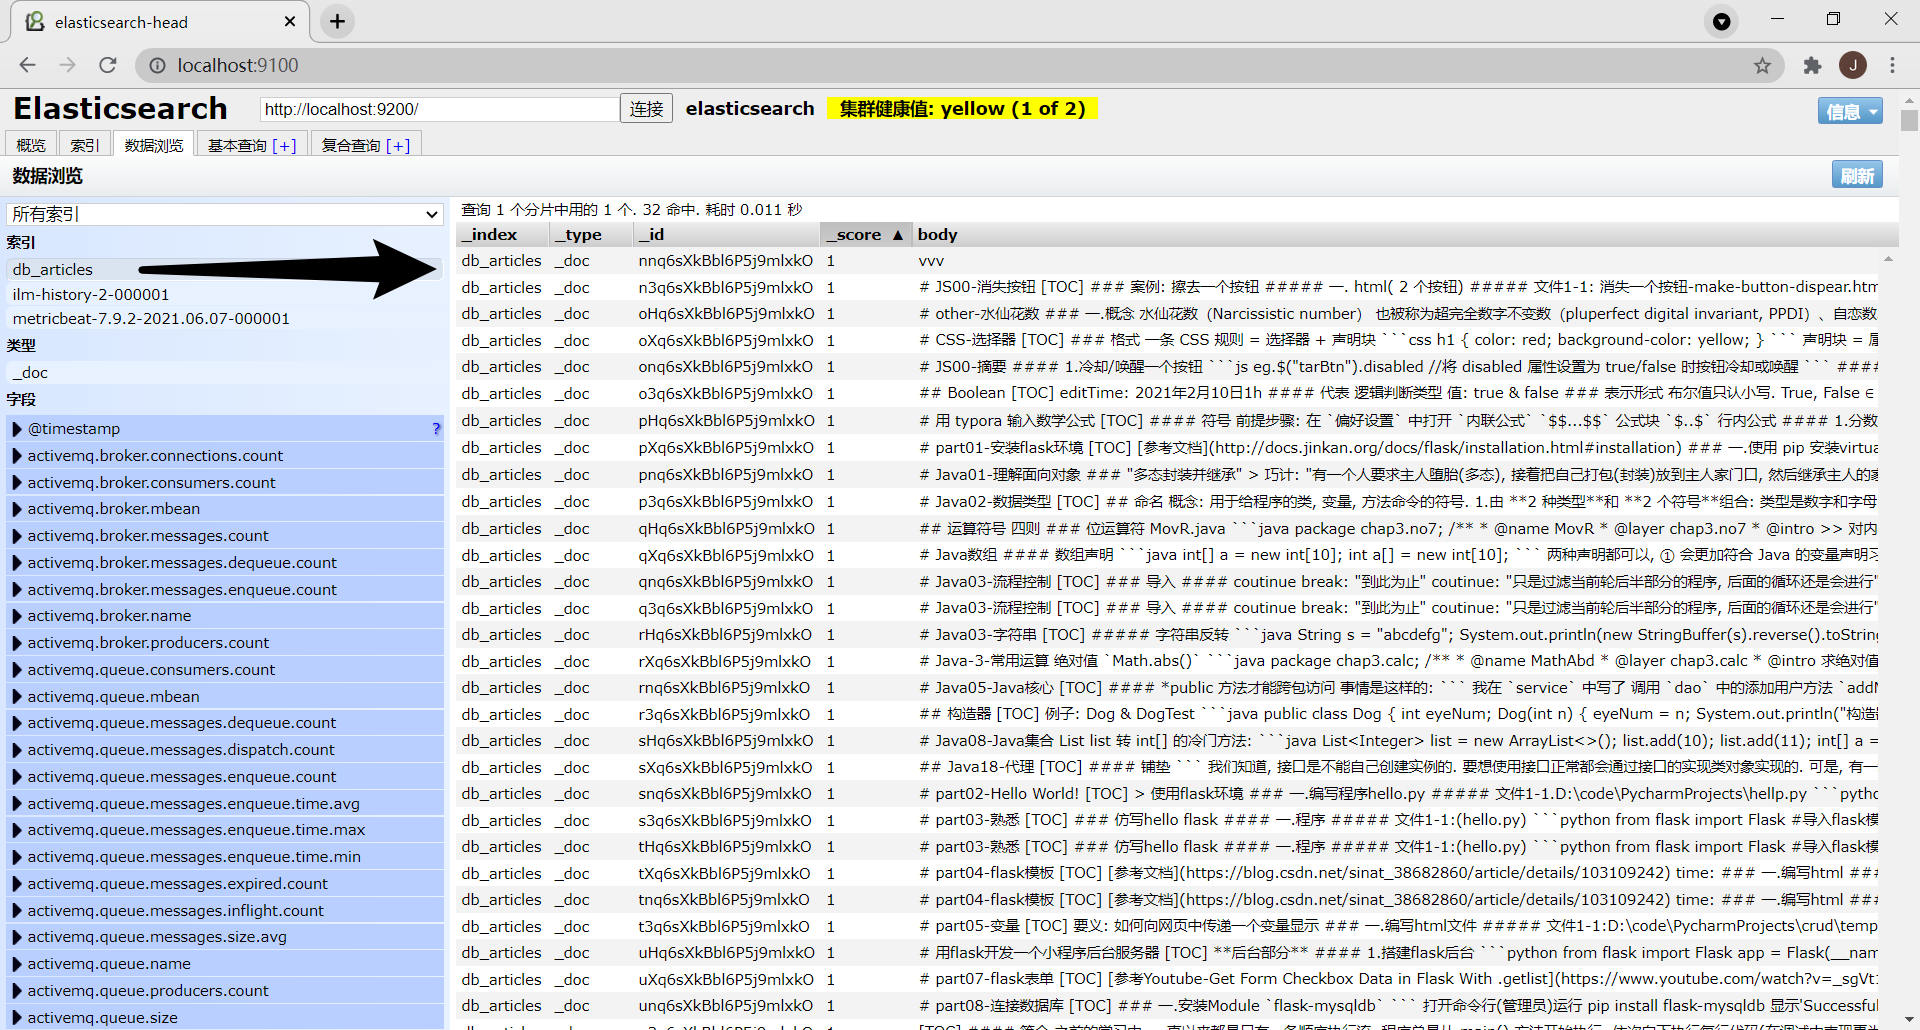 elasticsearch-head
localhost:9100
J
Elasticsearch
http://localhost:9200/
连接
elasticsearch
集群健康值: yellow (1 of 2)
信息
概览
索引
数据浏览
基本查询 [+]
复合查询 [+]
数据浏览
刷新
所有索引
索引
db_articles
ilm-history-2-000001
metricbeat-7.9.2-2021.06.07-000001
类型
_doc
字段
@timestamp ?
activemq.broker.connections.count
activemq.broker.consumers.count
activemq.broker.mbean
activemq.broker.messages.count
activemq.broker.messages.dequeue.count
activemq.broker.messages.enqueue.count
activemq.broker.name
activemq.broker.producers.count
activemq.queue.consumers.count
activemq.queue.mbean
activemq.queue.messages.dequeue.count
activemq.queue.messages.dispatch.count
activemq.queue.messages.enqueue.count
activemq.queue.messages.enqueue.time.avg
activemq.queue.messages.enqueue.time.max
activemq.queue.messages.enqueue.time.min
activemq.queue.messages.expired.count
activemq.queue.messages.inflight.count
activemq.queue.messages.size.avg
activemq.queue.name
activemq.queue.producers.count
activemq.queue.size
查询 1 个分片中用的 1 个. 32 命中. 耗时 0.011 秒
_index _type _id _score ▲ body
db_articles _doc nnq6sXkBbl6P5j9mlxkO 1 vvv
db_articles _doc n3q6sXkBbl6P5j9mlxkO 1 # JS00-消失按钮 [TOC] ### 案例: 擦去一个按钮 ##### 一. html( 2 个按钮) ##### 文件1-1: 消失一个按钮-make-button-dispear.htm
db_articles _doc oHq6sXkBbl6P5j9mlxkO 1 # other-水仙花数 ### 一.概念 水仙花数（Narcissistic number）也被称为超完全数字不变数（pluperfect digital invariant, PPDI）、自恋数
db_articles _doc oXq6sXkBbl6P5j9mlxkO 1 # CSS-选择器 [TOC] ### 格式 一条 CSS 规则 = 选择器 + 声明块 ```css h1 { color: red; background-color: yellow; } ``` 声明块 = 属
db_articles _doc onq6sXkBbl6P5j9mlxkO 1 # JS00-摘要 #### 1.冷却/唤醒一个按钮 ```js eg.$("tarBtn").disabled //将 disabled 属性设置为 true/false 时按钮冷却或唤醒 ``` ####
db_articles _doc o3q6sXkBbl6P5j9mlxkO 1 ## Boolean [TOC] editTime: 2021年2月10日1h #### 代表 逻辑判断类型 值: true & false ### 表示形式 布尔值只认小写. True, False ∈
db_articles _doc pHq6sXkBbl6P5j9mlxkO 1 # 用 typora 输入数学公式 [TOC] #### 符号 前提步骤: 在 `偏好设置` 中打开 `内联公式` `$$...$$` 公式块 `$..$` 行内公式 #### 1.分数
db_articles _doc pXq6sXkBbl6P5j9mlxkO 1 # part01-安装flask环境 [TOC] [参考文档](http://docs.jinkan.org/docs/flask/installation.html#installation) ### 一.使用 pip 安装virtua
db_articles _doc pnq6sXkBbl6P5j9mlxkO 1 # Java01-理解面向对象 ### "多态封装并继承" > 巧计: "有一个人要求主人堕胎(多态), 接着把自己打包(封装)放到主人家门口, 然后继承主人的家
db_articles _doc p3q6sXkBbl6P5j9mlxkO 1 # Java02-数据类型 [TOC] ## 命名 概念: 用于给程序的类, 变量, 方法命令的符号. 1.由 **2 种类型**和 **2 个符号**组合: 类型是数字和字母
db_articles _doc qHq6sXkBbl6P5j9mlxkO 1 ## 运算符号 四则 ### 位运算符 MovR.java ```java package chap3.no7; /** * @name MovR * @layer chap3.no7 * @intro >> 对内
db_articles _doc qXq6sXkBbl6P5j9mlxkO 1 # Java数组 #### 数组声明 ```java int[] a = new int[10]; int a[] = new int[10]; ``` 两种声明都可以, ① 会更加符合 Java 的变量声明习
db_articles _doc qnq6sXkBbl6P5j9mlxkO 1 # Java03-流程控制 [TOC] ### 导入 #### coutinue break: "到此为止" coutinue: "只是过滤当前轮后半部分的程序, 后面的循环还是会进行"
db_articles _doc q3q6sXkBbl6P5j9mlxkO 1 # Java03-流程控制 [TOC] ### 导入 #### coutinue break: "到此为止" coutinue: "只是过滤当前轮后半部分的程序, 后面的循环还是会进行"
db_articles _doc rHq6sXkBbl6P5j9mlxkO 1 # Java03-字符串 [TOC] ##### 字符串反转 ```java String s = "abcdefg"; System.out.println(new StringBuffer(s).reverse().toString
db_articles _doc rXq6sXkBbl6P5j9mlxkO 1 # Java-3-常用运算 绝对值 `Math.abs()` ```java package chap3.calc; /** * @name MathAbd * @layer chap3.calc * @intro 求绝对值
db_articles _doc rnq6sXkBbl6P5j9mlxkO 1 # Java05-Java核心 [TOC] #### *public 方法才能跨包访问 事情是这样的: ``` 我在 `service` 中写了 调用 `dao` 中的添加用户方法 `addN
db_articles _doc r3q6sXkBbl6P5j9mlxkO 1 ## 构造器 [TOC] 例子: Dog & DogTest ```java public class Dog { int eyeNum; Dog(int n) { eyeNum = n; System.out.println("构造器
db_articles _doc sHq6sXkBbl6P5j9mlxkO 1 # Java08-Java集合 List list 转 int[] 的冷门方法: ```java List<Integer> list = new ArrayList<>(); list.add(10); list.add(11); int[] a =
db_articles _doc sXq6sXkBbl6P5j9mlxkO 1 ## Java18-代理 [TOC] #### 铺垫 ``` 我们知道, 接口是不能自己创建实例的. 要想使用接口正常都会通过接口的实现类对象实现的. 可是, 有一
db_articles _doc snq6sXkBbl6P5j9mlxkO 1 # part02-Hello World! [TOC] > 使用flask环境 ### 一.编写程序hello.py ##### 文件1-1.D:\code\PycharmProjects\hellp.py ```pytho
db_articles _doc s3q6sXkBbl6P5j9mlxkO 1 # part03-熟悉 [TOC] ### 仿写hello flask #### 一.程序 ##### 文件1-1:(hello.py) ```python from flask import Flask #导入flask模
db_articles _doc tHq6sXkBbl6P5j9mlxkO 1 # part03-熟悉 [TOC] ### 仿写hello flask #### 一.程序 ##### 文件1-1:(hello.py) ```python from flask import Flask #导入flask模
db_articles _doc tXq6sXkBbl6P5j9mlxkO 1 # part04-flask模板 [TOC] [参考文档](https://blog.csdn.net/sinat_38682860/article/details/103109242) time: ### 一.编写html ###
db_articles _doc tnq6sXkBbl6P5j9mlxkO 1 # part04-flask模板 [TOC] [参考文档](https://blog.csdn.net/sinat_38682860/article/details/103109242) time: ### 一.编写html ###
db_articles _doc t3q6sXkBbl6P5j9mlxkO 1 # part05-变量 [TOC] 要义: 如何向网页中传递一个变量显示 ### 一.编写html文件 ##### 文件1-1:D:\code\PycharmProjects\crud\temp
db_articles _doc uHq6sXkBbl6P5j9mlxkO 1 # 用flask开发一个小程序后台服务器 [TOC] **后台部分** #### 1.搭建flask后台 ```python from flask import Flask app = Flask(__nam
db_articles _doc uXq6sXkBbl6P5j9mlxkO 1 # part07-flask表单 [TOC] [参考Youtube-Get Form Checkbox Data in Flask With .getlist](https://www.youtube.com/watch?v=_sgVt
db_articles _doc unq6sXkBbl6P5j9mlxkO 1 # part08-连接数据库 [TOC] ### 一.安装Module `flask-mysqldb` ``` 打开命令行(管理员)运行 pip install flask-mysqldb 显示'Successful